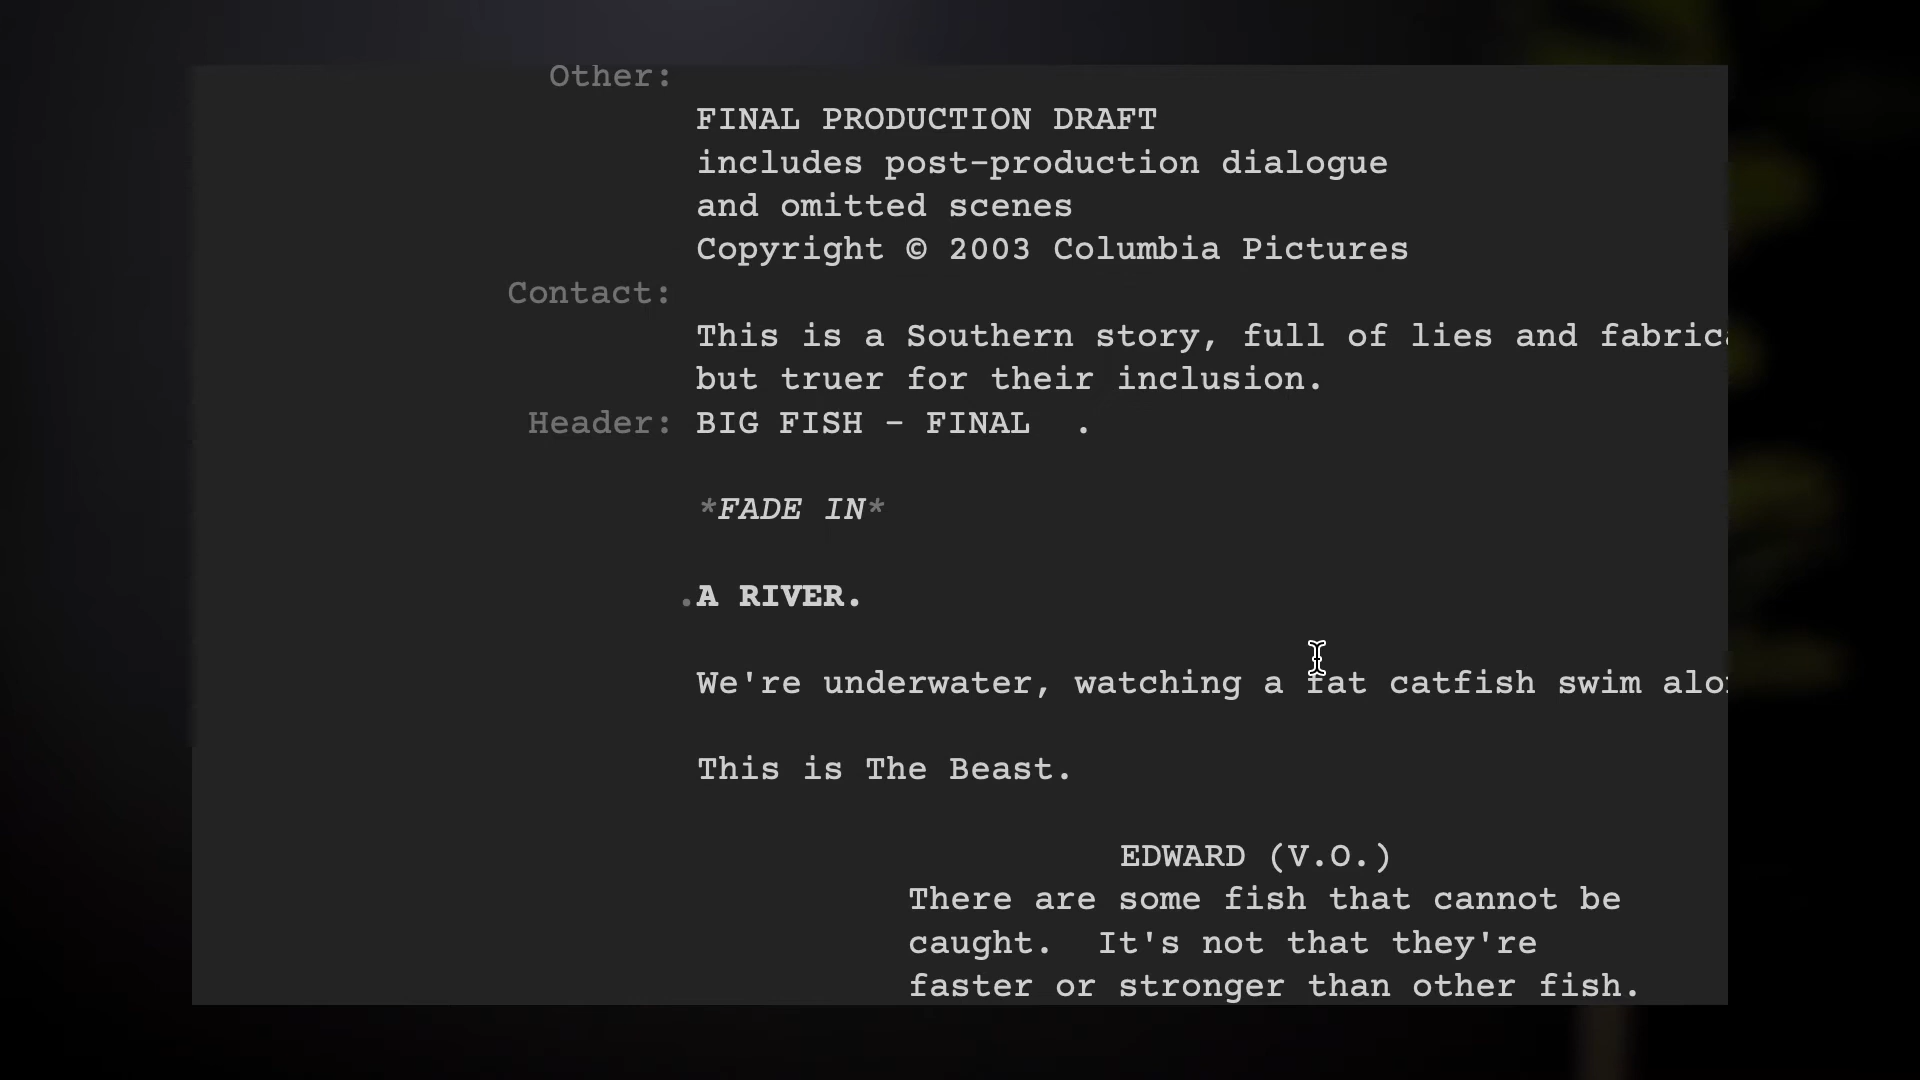 Other:
FINAL PRODUCTION DRAFT
includes post-production dialogue
and omitted scenes
Copyright © 2003 Columbia Pictures
Contact:
This is a Southern story, full of lies and
but truer for their inclusion.
Header: BIG FISH - FINAL  .
*FADE IN*
.A RIVER.
We're underwater, watching a fat catfish swim
This is The Beast.
EDWARD (V.O.)
There are some fish that cannot be
caught.  It's not that they're
faster or stronger than other fish.